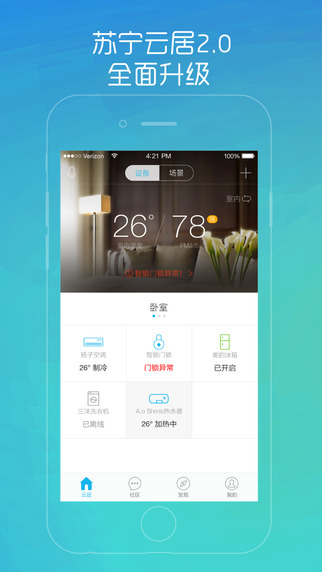 苏宁云居2.0
全面升级
Verizon 4:21 PM 100%
设备 场景
室内
26° / 78
室内温度 PM2.5
智能门锁异常!
卧室
鸽子空调 智能门锁 美的冰箱
26° 制冷 门锁异常 已开启
三洋洗衣机 A.o Shmis热水器
已离线 26° 加热中
云居 社区 发现 我的